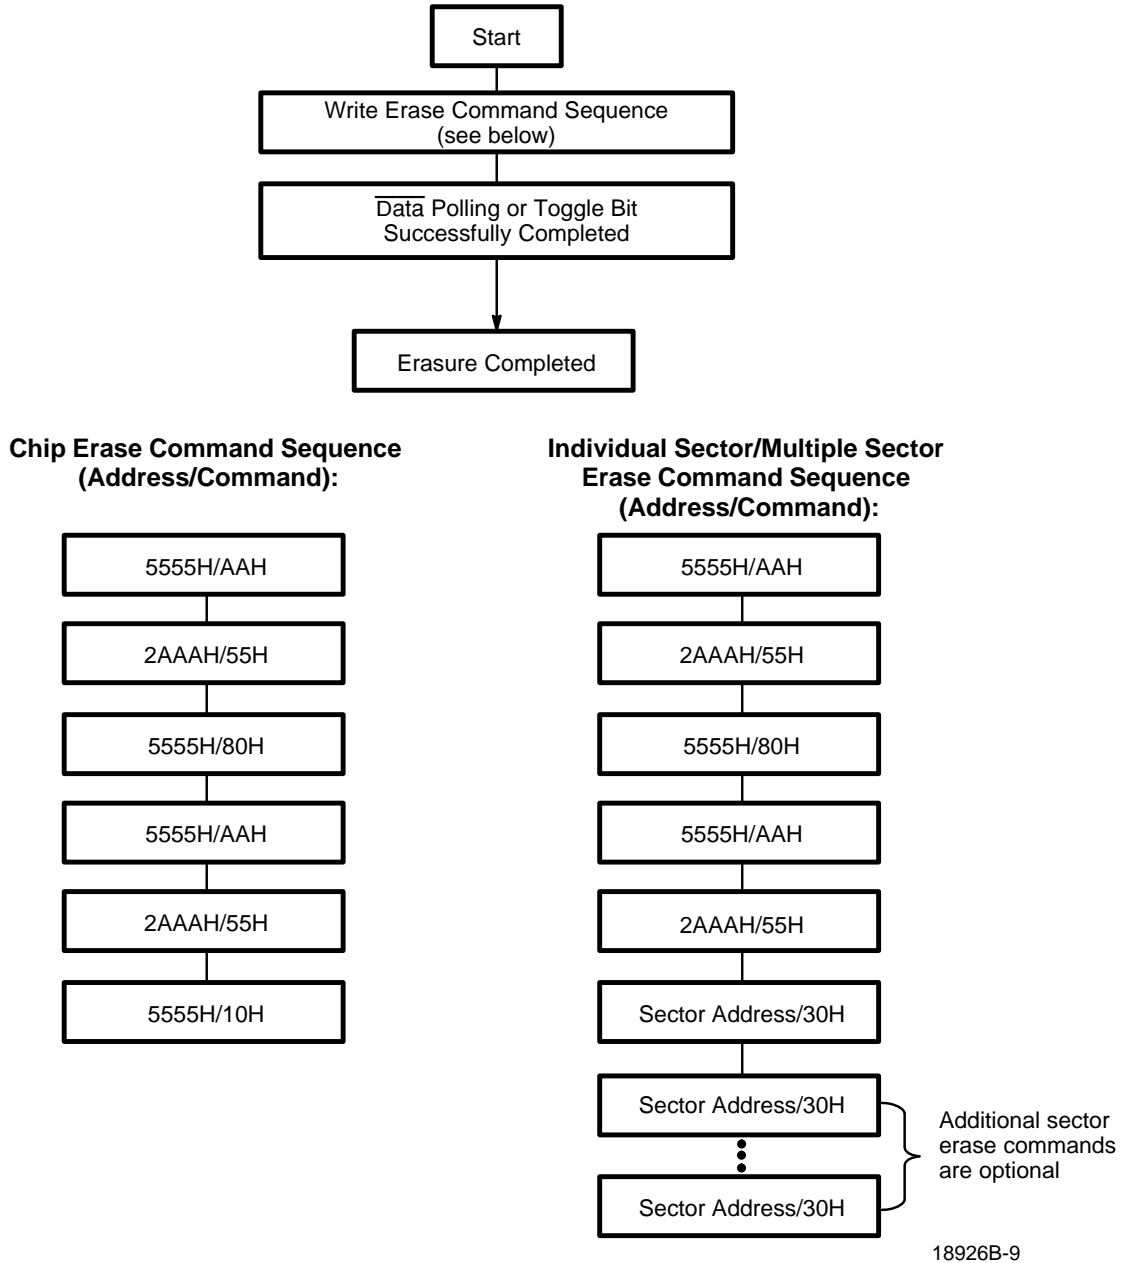 Start
Write Erase Command Sequence
(see below)
Data Polling or Toggle Bit
Successfully Completed
Erasure Completed
Chip Erase Command Sequence
(Address/Command):
5555H/AAH
2AAAH/55H
5555H/80H
5555H/AAH
2AAAH/55H
5555H/10H
Individual Sector/Multiple Sector
Erase Command Sequence
(Address/Command):
5555H/AAH
2AAAH/55H
5555H/80H
5555H/AAH
2AAAH/55H
Sector Address/30H
Sector Address/30H
Sector Address/30H
Additional sector
erase commands
are optional
18926B-9